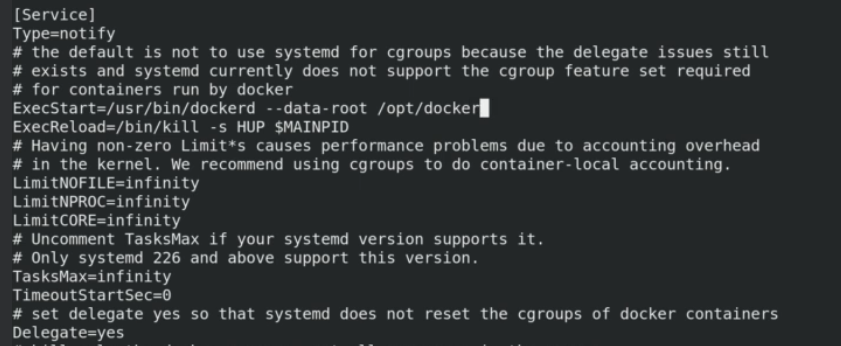 [Service]
Type=notify
# the default is not to use systemd for cgroups because the delegate issues still
# exists and systemd currently does not support the cgroup feature set required
# for containers run by docker
ExecStart=/usr/bin/dockerd --data-root /opt/docker
ExecReload=/bin/kill -s HUP $MAINPID
# Having non-zero Limit*s causes performance problems due to accounting overhead
# in the kernel. We recommend using cgroups to do container-local accounting.
LimitNOFILE=infinity
LimitNPROC=infinity
LimitCORE=infinity
# Uncomment TasksMax if your systemd version supports it.
# Only systemd 226 and above support this version.
TasksMax=infinity
TimeoutStartSec=0
# set delegate yes so that systemd does not reset the cgroups of docker containers
Delegate=yes